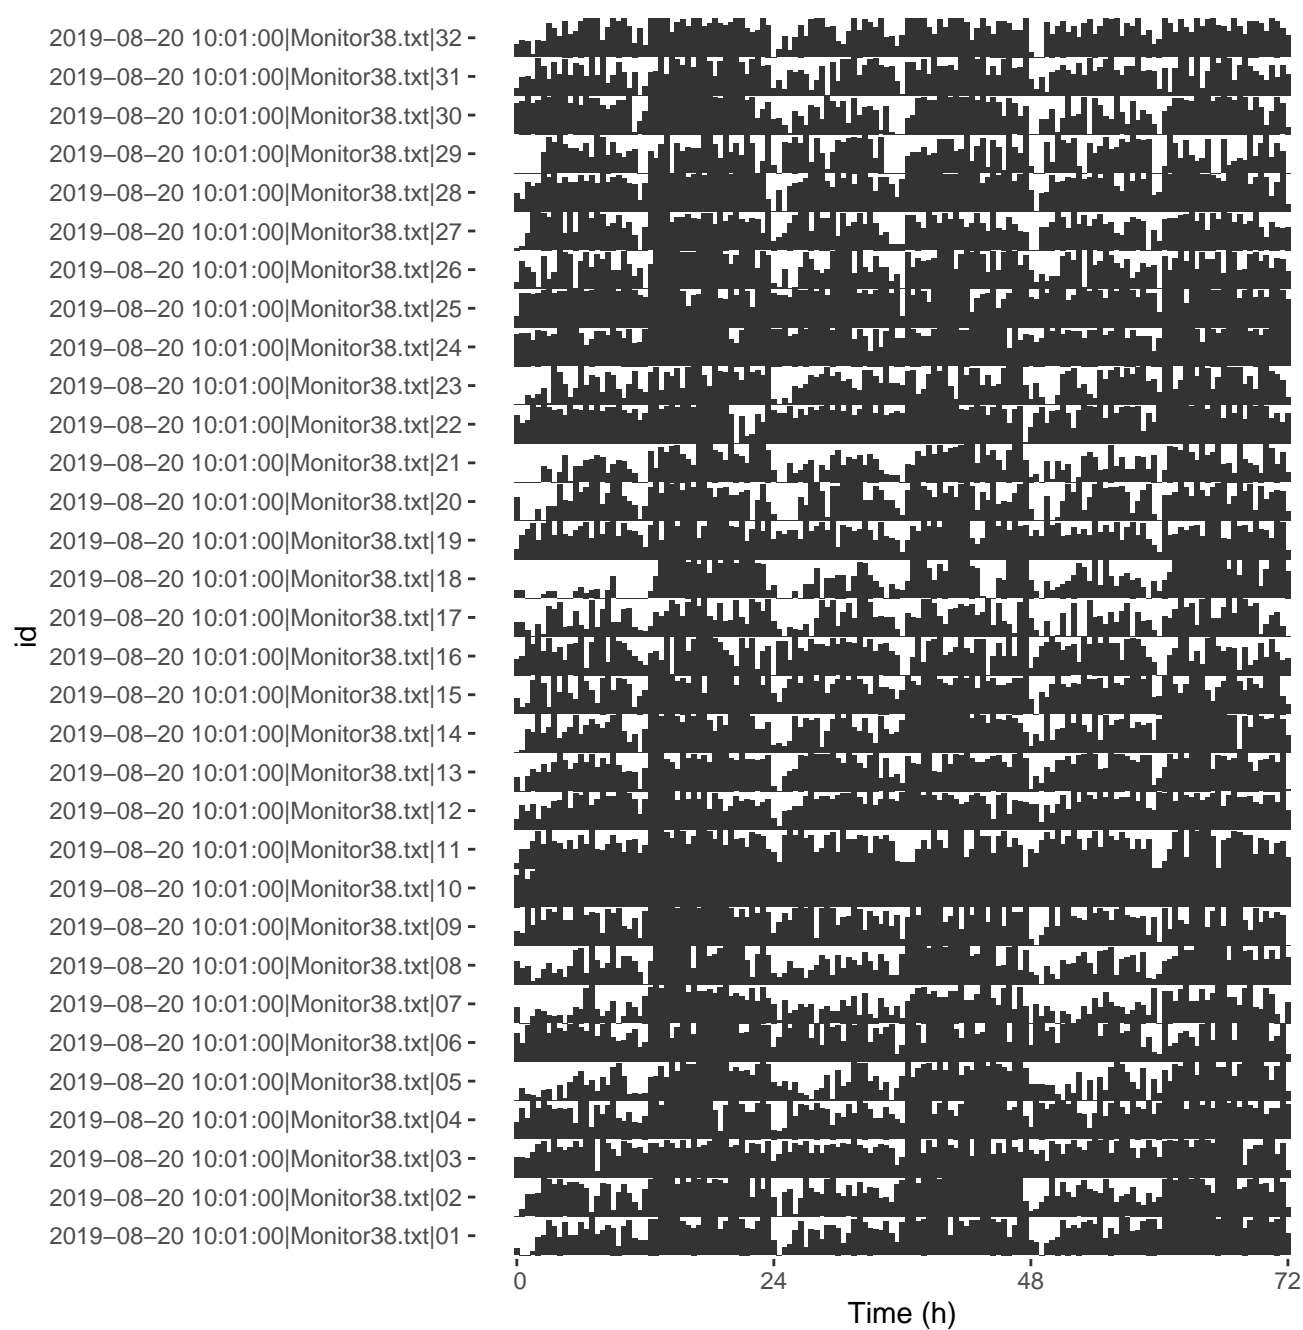 2019−08−20 10:01:00|Monitor38.txt|32
2019−08−20 10:01:00|Monitor38.txt|31
2019−08−20 10:01:00|Monitor38.txt|30
2019−08−20 10:01:00|Monitor38.txt|29
2019−08−20 10:01:00|Monitor38.txt|28
2019−08−20 10:01:00|Monitor38.txt|27
2019−08−20 10:01:00|Monitor38.txt|26
2019−08−20 10:01:00|Monitor38.txt|25
2019−08−20 10:01:00|Monitor38.txt|24
2019−08−20 10:01:00|Monitor38.txt|23
2019−08−20 10:01:00|Monitor38.txt|22
2019−08−20 10:01:00|Monitor38.txt|21
2019−08−20 10:01:00|Monitor38.txt|20
2019−08−20 10:01:00|Monitor38.txt|19
2019−08−20 10:01:00|Monitor38.txt|18
2019−08−20 10:01:00|Monitor38.txt|17
id
2019−08−20 10:01:00|Monitor38.txt|16
2019−08−20 10:01:00|Monitor38.txt|15
2019−08−20 10:01:00|Monitor38.txt|14
2019−08−20 10:01:00|Monitor38.txt|13
2019−08−20 10:01:00|Monitor38.txt|12
2019−08−20 10:01:00|Monitor38.txt|11
2019−08−20 10:01:00|Monitor38.txt|10
2019−08−20 10:01:00|Monitor38.txt|09
2019−08−20 10:01:00|Monitor38.txt|08
2019−08−20 10:01:00|Monitor38.txt|07
2019−08−20 10:01:00|Monitor38.txt|06
2019−08−20 10:01:00|Monitor38.txt|05
2019−08−20 10:01:00|Monitor38.txt|04
2019−08−20 10:01:00|Monitor38.txt|03
2019−08−20 10:01:00|Monitor38.txt|02
2019−08−20 10:01:00|Monitor38.txt|01
0 24 48 72
Time (h)